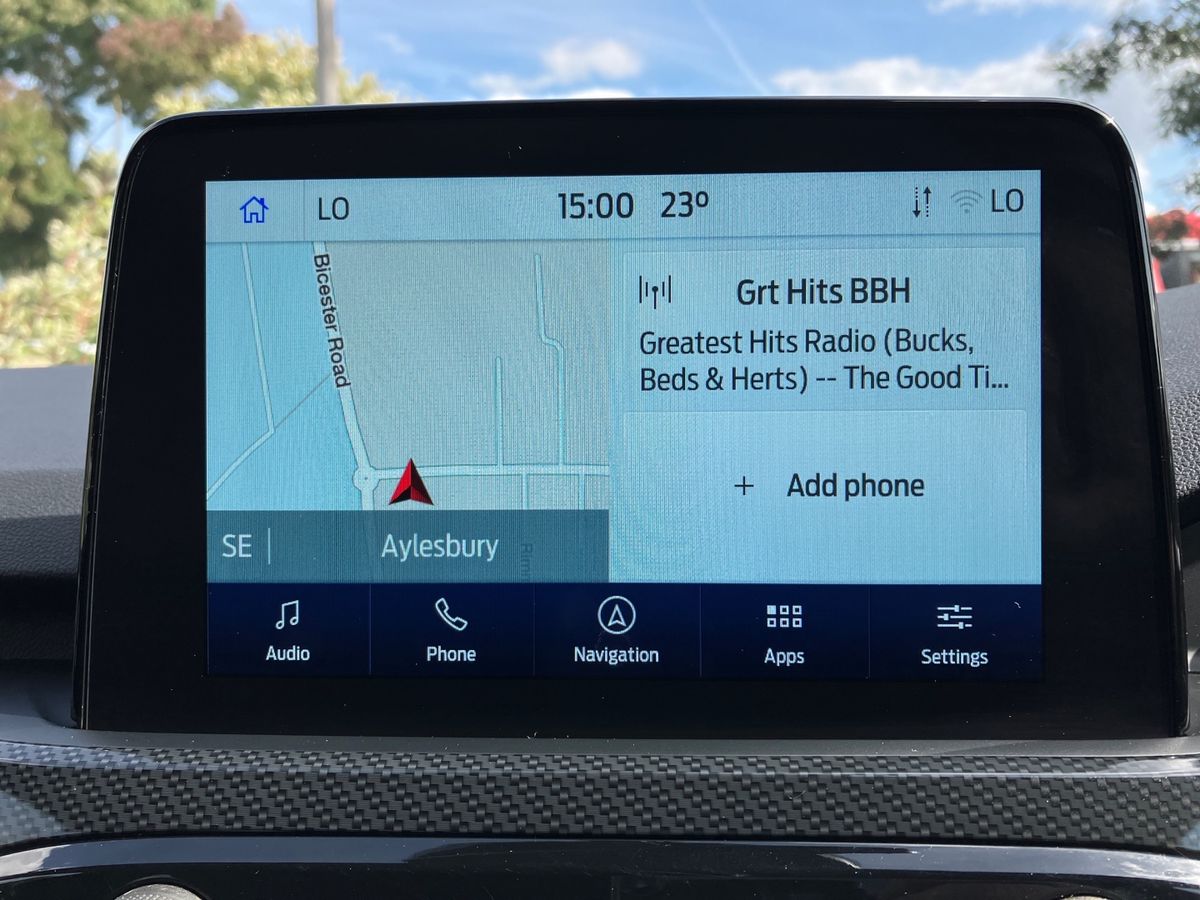 LO
15:00 23º
LO
Bicester Road
Grt Hits BBH
Greatest Hits Radio (Bucks,
Beds & Herts) -- The Good Ti...
+ Add phone
SE | Aylesbury
Audio
Phone
Navigation
Apps
Settings